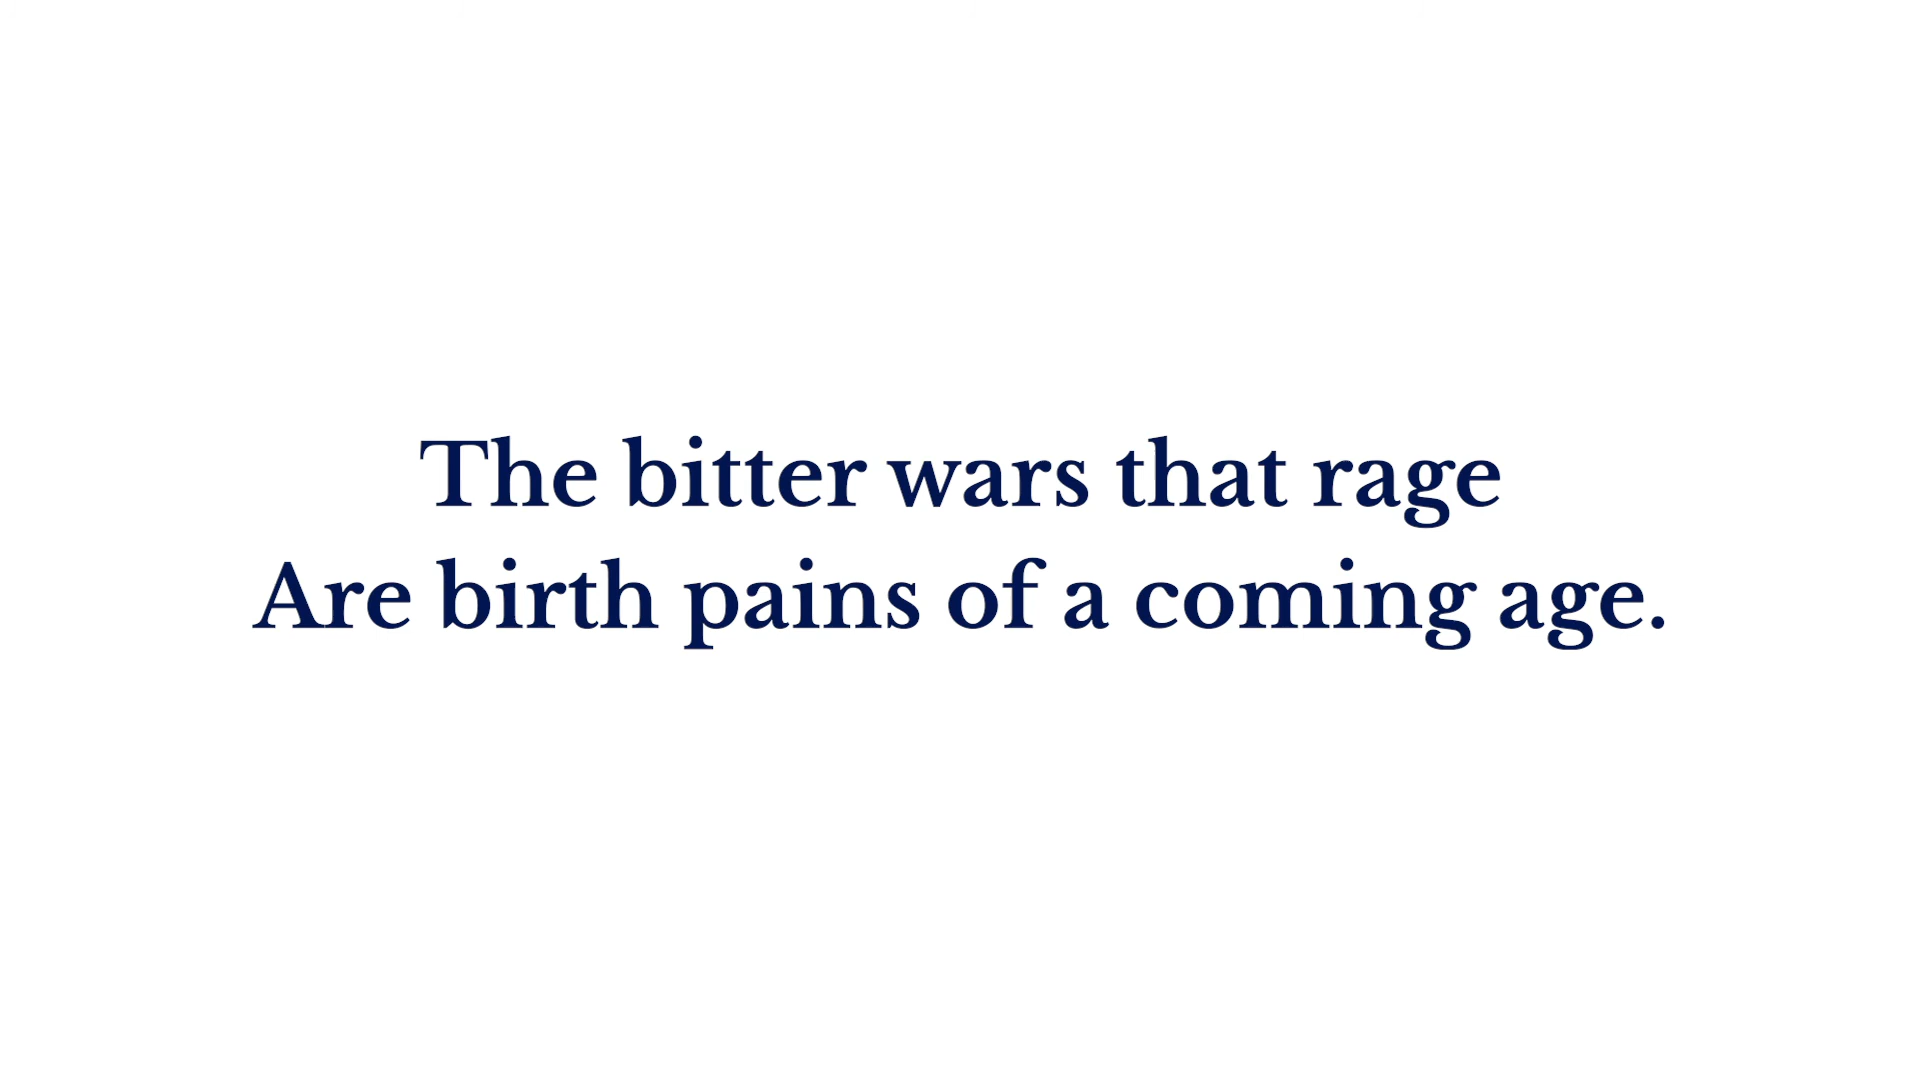 The bitter wars that rage
Are birth pains of a coming age.